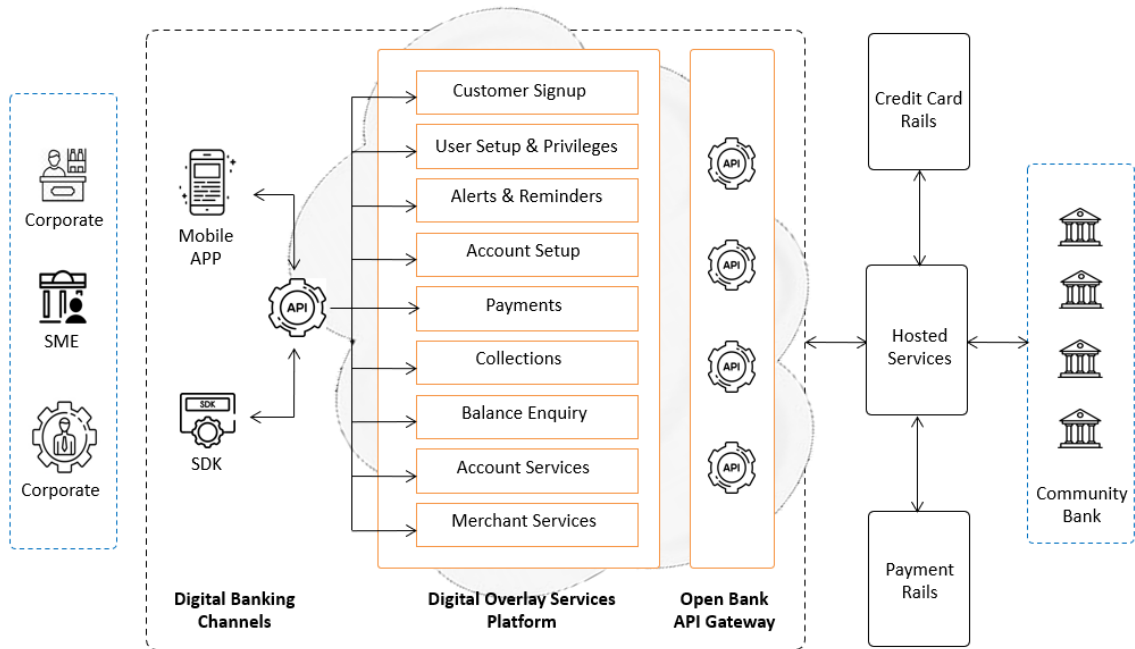 Corporate
SME
Corporate
Mobile
APP
API
SDK
SDK
Digital Banking
Channels
Customer Signup
User Setup & Privileges
Alerts & Reminders
Account Setup
Payments
Collections
Balance Enquiry
Account Services
Merchant Services
Digital Overlay Services
Platform
API
API
API
API
Open Bank
API Gateway
Credit Card
Rails
Hosted
Services
Payment
Rails
Community
Bank